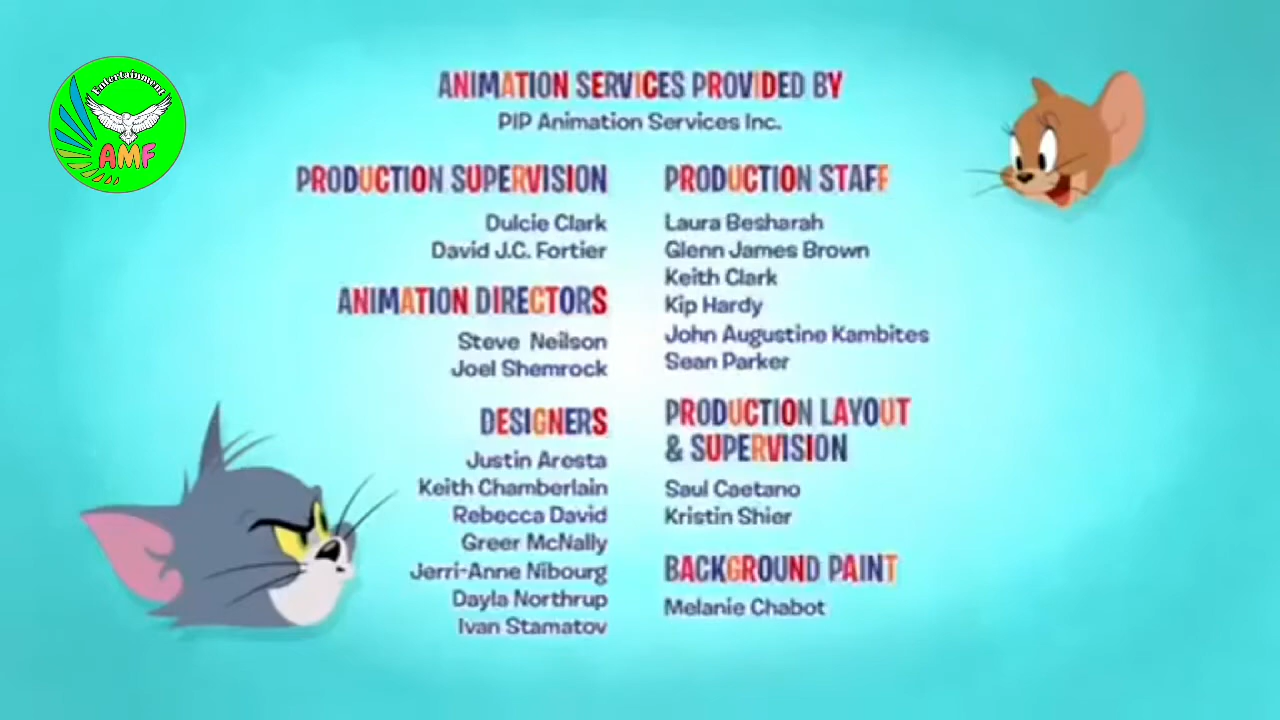 Entertainment
AMF
ANIMATION SERVICES PROVIDED BY
PIP Animation Services Inc.
PRODUCTION SUPERVISION
Dulcie Clark
David J.C. Fortier
ANIMATION DIRECTORS
Steve Neilson
Joel Shemrock
DESIGNERS
Justin Aresta
Keith Chamberlain
Rebecca David
Greer McNally
Jerri-Anne Nibourg
Dayla Northrup
Ivan Stamatov
PRODUCTION STAFF
Laura Besharah
Glenn James Brown
Keith Clark
Kip Hardy
John Augustine Kambites
Sean Parker
PRODUCTION LAYOUT
& SUPERVISION
Saul Caetano
Kristin Shier
BACKGROUND PAINT
Melanie Chabot